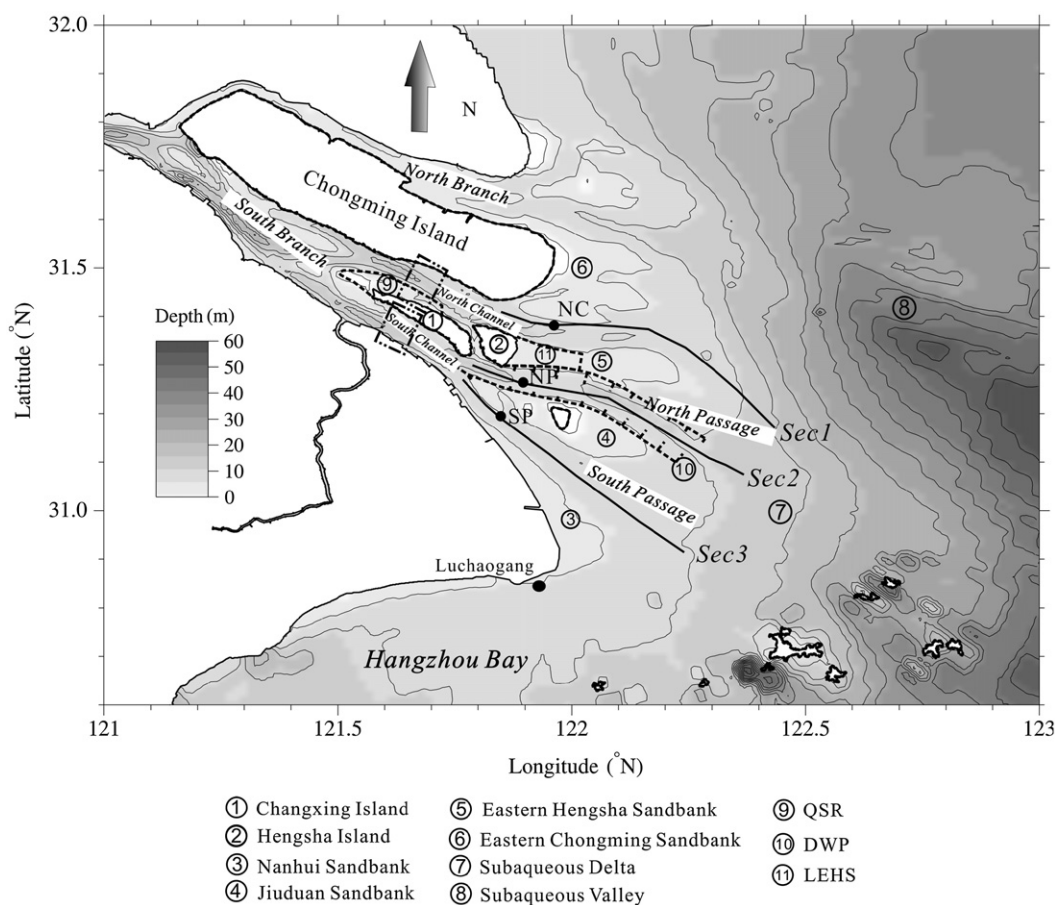 32.0
N
North Branch
Chongming Island
South Branch
31.5
⑥
⑨
⑧
North Channel
NC
Depth (m)
60
50
40
30
20
10
0
①
②
⑪
⑤
South Channel
NP
Latitude (°N)
North Passage
SP
④
Sec1
⑩
Sec2
South Passage
31.0
③
⑦
Sec3
Luchaogang
Hangzhou Bay
121
121.5
122
122.5
123
Longitude (°N)
① Changxing Island
② Hengsha Island
③ Nanhui Sandbank
④ Jiuduan Sandbank
⑤ Eastern Hengsha Sandbank
⑥ Eastern Chongming Sandbank
⑦ Subaqueous Delta
⑧ Subaqueous Valley
⑨ QSR
⑩ DWP
⑪ LEHS